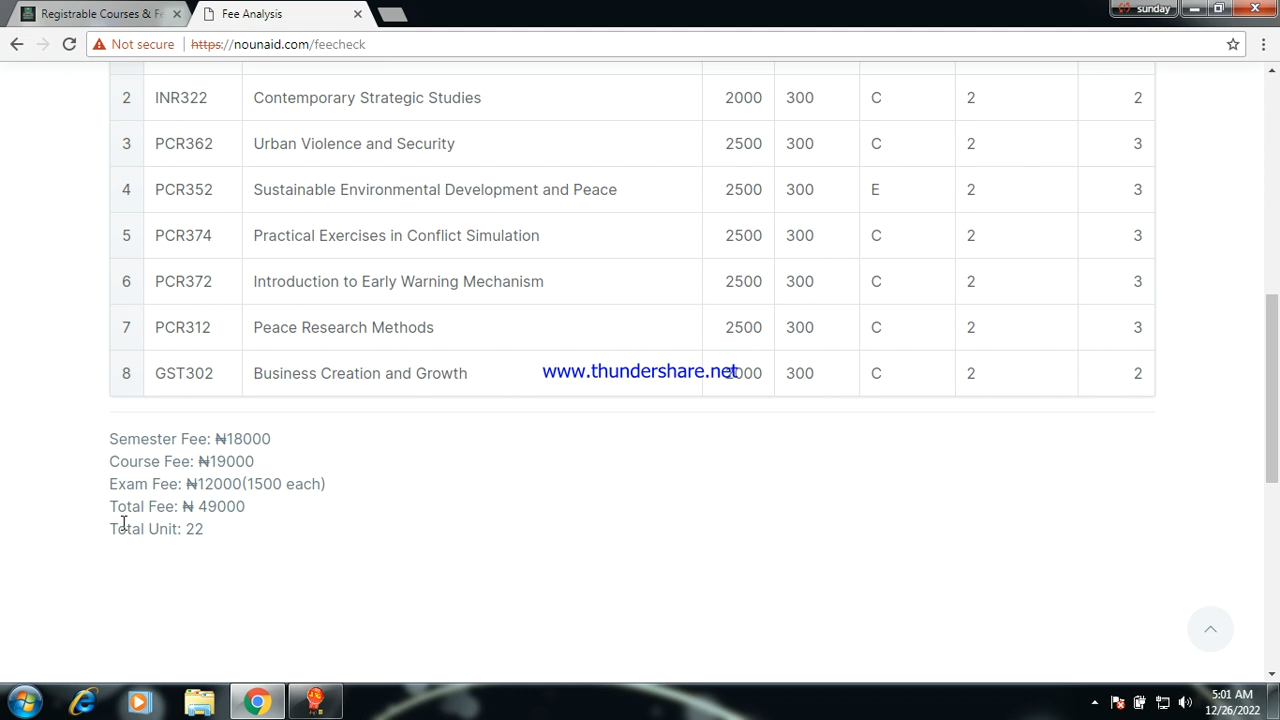 Registrable Courses & Fe
Fee Analysis
sunday
Not secure
https://nounaid.com/feecheck
2 INR322 Contemporary Strategic Studies 2000 300 C 2 2
3 PCR362 Urban Violence and Security 2500 300 C 2 3
4 PCR352 Sustainable Environmental Development and Peace 2500 300 E 2 3
5 PCR374 Practical Exercises in Conflict Simulation 2500 300 C 2 3
6 PCR372 Introduction to Early Warning Mechanism 2500 300 C 2 3
7 PCR312 Peace Research Methods 2500 300 C 2 3
8 GST302 Business Creation and Growth www.thundershare.net 2000 300 C 2 2
Semester Fee: ₦18000
Course Fee: ₦19000
Exam Fee: ₦12000(1500 each)
Total Fee: ₦ 49000
Total Unit: 22
5:01 AM
12/26/2022